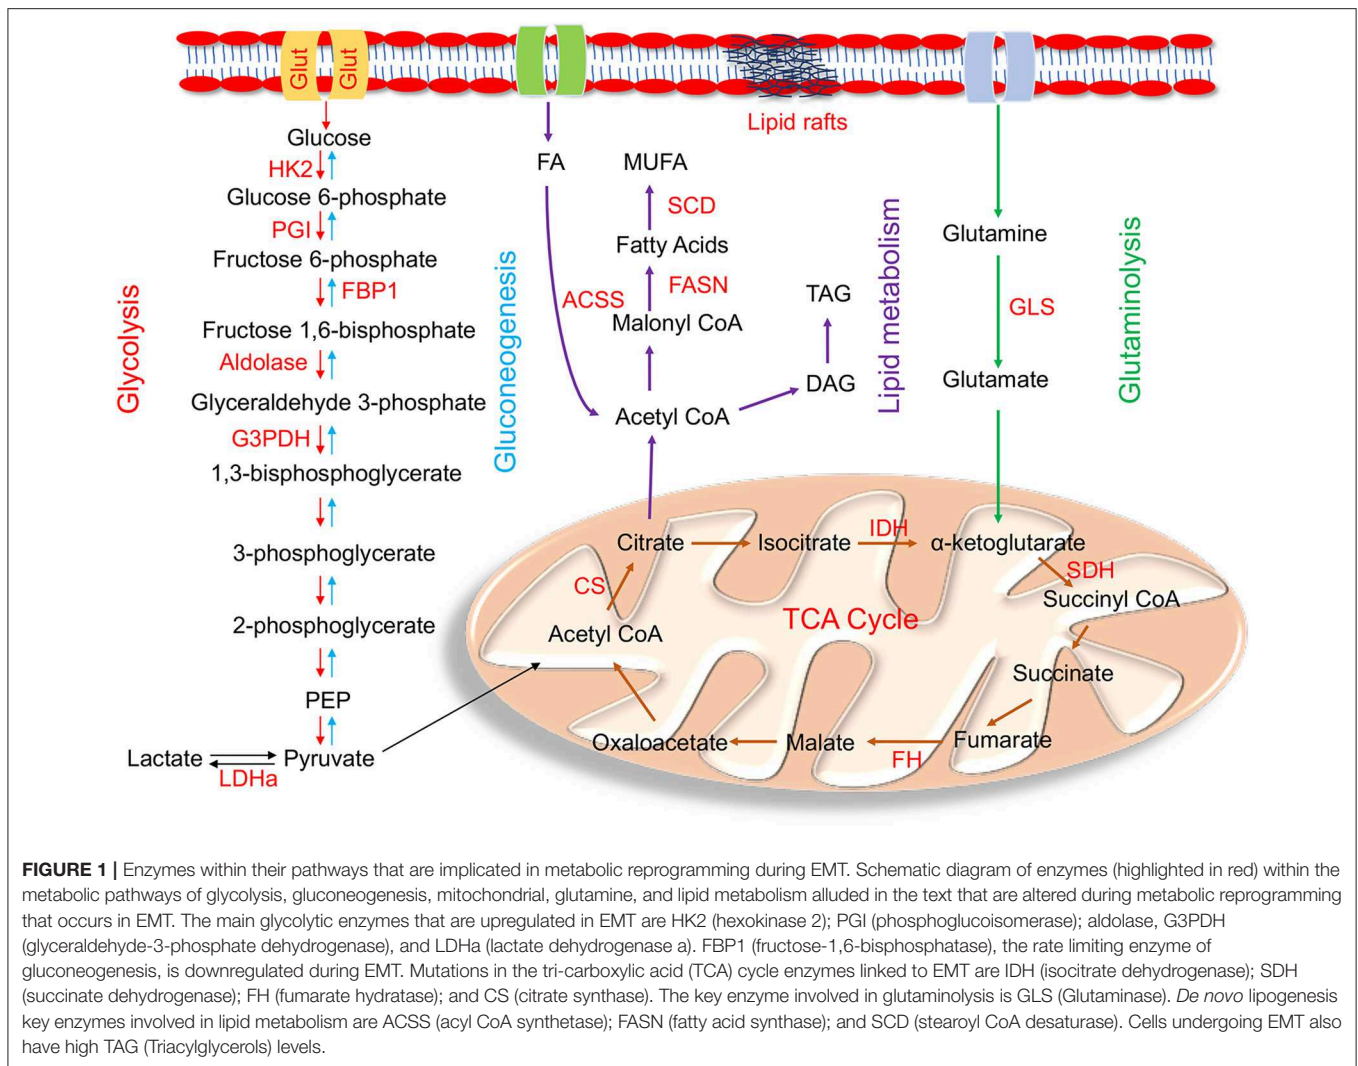 Glut
Glut
Lipid rafts
Glucose
HK2
Glucose 6-phosphate
PGI
Fructose 6-phosphate
FBP1
Fructose 1,6-bisphosphate
Aldolase
Glyceraldehyde 3-phosphate
G3PDH
1,3-bisphosphoglycerate
3-phosphoglycerate
2-phosphoglycerate
PEP
Lactate
Pyruvate
LDHa
Glycolysis
Gluconeogenesis
FA
MUFA
SCD
Fatty Acids
ACSS
FASN
Malonyl CoA
TAG
DAG
Acetyl CoA
Lipid metabolism
Glutamine
GLS
Glutamate
Glutaminolysis
Citrate
Isocitrate
IDH
α-ketoglutarate
SDH
CS
Succinyl CoA
TCA Cycle
Acetyl CoA
Succinate
Oxaloacetate
Malate
FH
Fumarate
FIGURE 1 | Enzymes within their pathways that are implicated in metabolic reprogramming during EMT. Schematic diagram of enzymes (highlighted in red) within the
metabolic pathways of glycolysis, gluconeogenesis, mitochondrial, glutamine, and lipid metabolism alluded in the text that are altered during metabolic reprogramming
that occurs in EMT. The main glycolytic enzymes that are upregulated in EMT are HK2 (hexokinase 2); PGI (phosphoglucoisomerase); aldolase, G3PDH
(glyceraldehyde-3-phosphate dehydrogenase), and LDHa (lactate dehydrogenase a). FBP1 (fructose-1,6-bisphosphatase), the rate limiting enzyme of
gluconeogenesis, is downregulated during EMT. Mutations in the tri-carboxylic acid (TCA) cycle enzymes linked to EMT are IDH (isocitrate dehydrogenase); SDH
(succinate dehydrogenase); FH (fumarate hydratase); and CS (citrate synthase). The key enzyme involved in glutaminolysis is GLS (Glutaminase). De novo lipogenesis
key enzymes involved in lipid metabolism are ACSS (acyl CoA synthetase); FASN (fatty acid synthase); and SCD (stearoyl CoA desaturase). Cells undergoing EMT also
have high TAG (Triacylglycerols) levels.